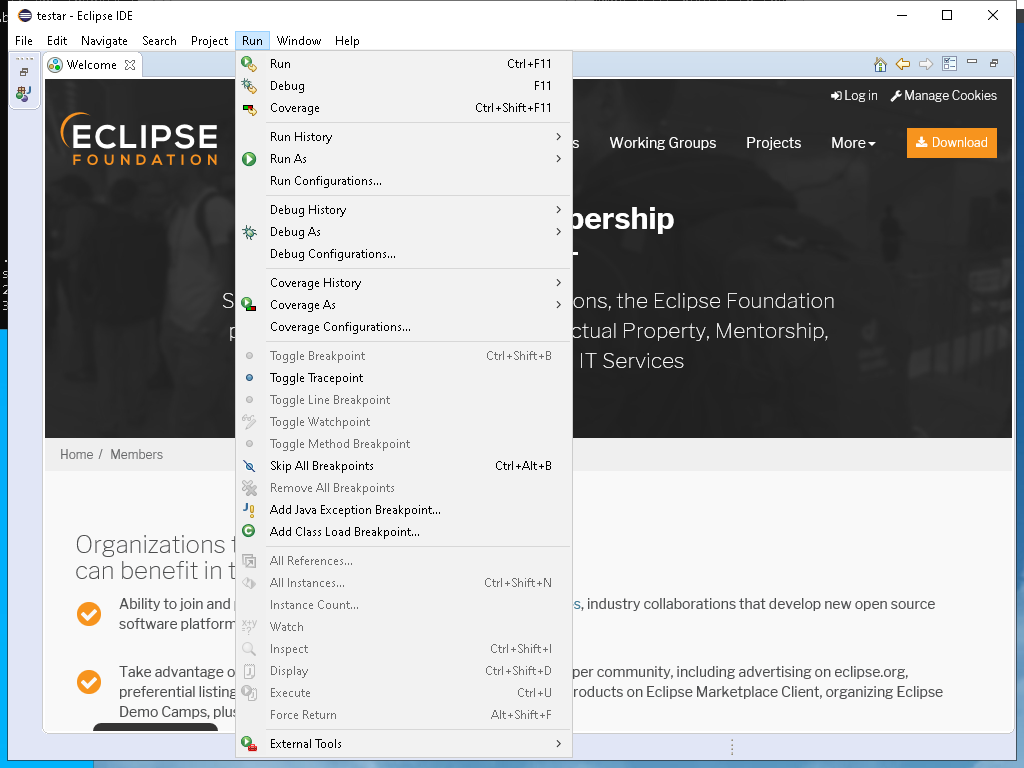 testar - Eclipse IDE
File Edit Navigate Search Project Run Window Help
Welcome
Log in Manage Cookies
ECLIPSE
FOUNDATION
Working Groups Projects More Download
Run Ctrl+F11
Debug F11
Coverage Ctrl+Shift+F11
Run History
Run As
Run Configurations...
Debug History
Debug As
Debug Configurations...
Coverage History
Coverage As
Coverage Configurations...
Toggle Breakpoint Ctrl+Shift+B
Toggle Tracepoint
Toggle Line Breakpoint
Toggle Watchpoint
Toggle Method Breakpoint
Skip All Breakpoints Ctrl+Alt+B
Remove All Breakpoints
Add Java Exception Breakpoint...
Add Class Load Breakpoint...
All References...
All Instances... Ctrl+Shift+N
Instance Count...
Watch
Inspect Ctrl+Shift+I
Display Ctrl+Shift+D
Execute Ctrl+U
Force Return Alt+Shift+F
External Tools
bership
ons, the Eclipse Foundation
ctual Property, Mentorship,
IT Services
Home / Members
Organizations
can benefit in
Ability to join and
s, industry collaborations that develop new open source
software platform
Take advantage o
per community, including advertising on eclipse.org,
preferential listing
roducts on Eclipse Marketplace Client, organizing Eclipse
Demo Camps, plus